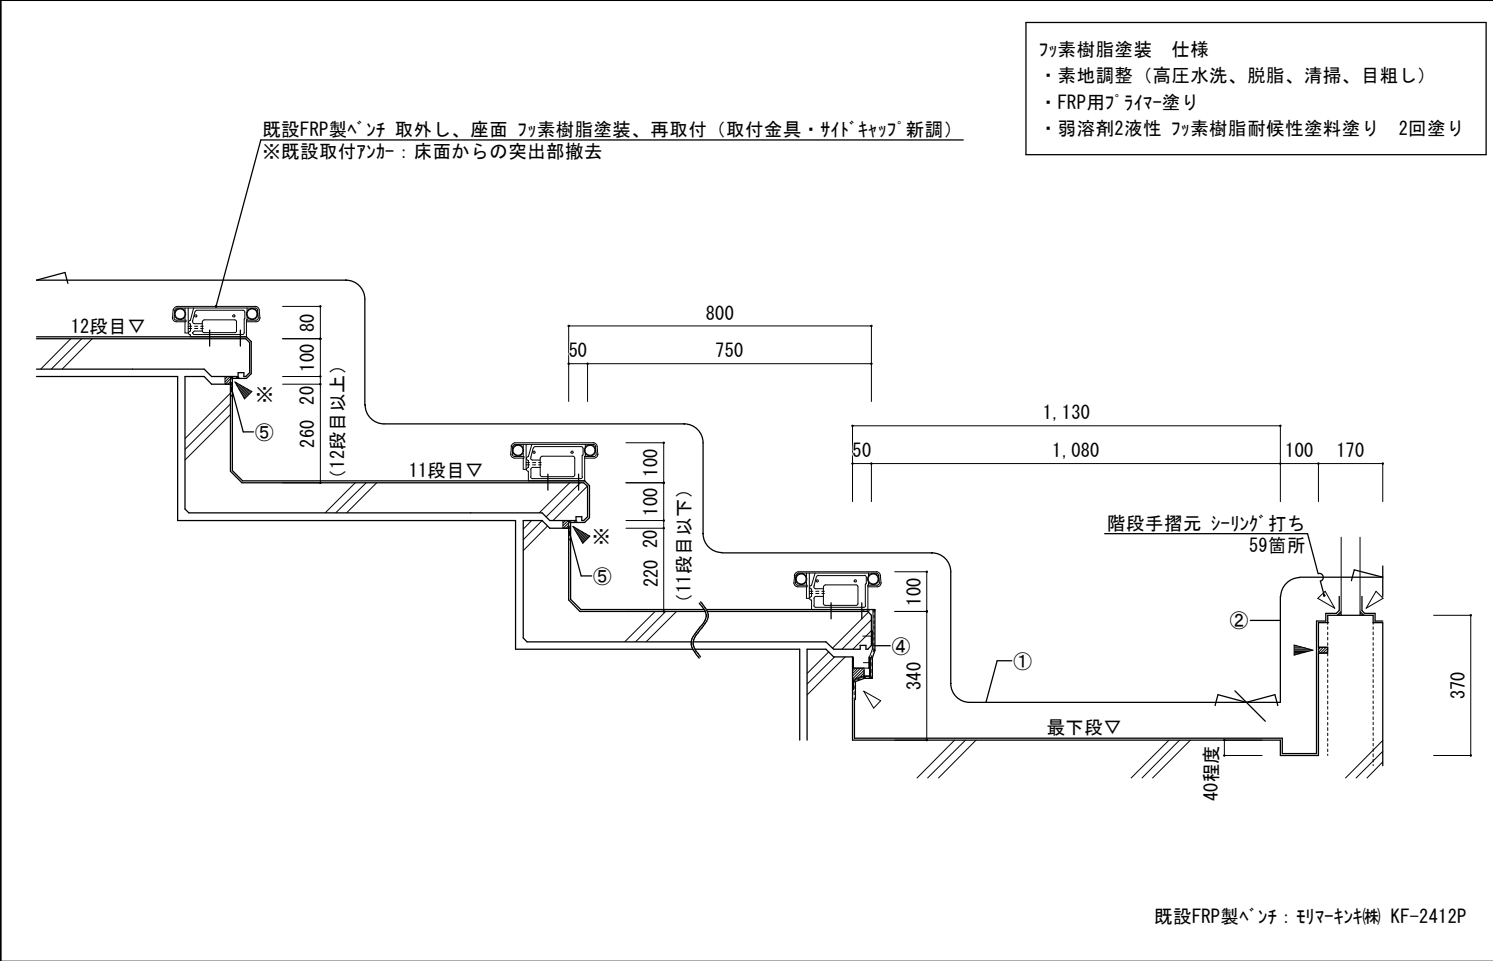 フッ素樹脂塗装　仕様
・素地調整（高圧水洗、脱脂、清掃、目粗し）
・FRP用プライマー塗り
・弱溶剤2液性 フッ素樹脂耐候性塗料塗り　2回塗り
既設FRP製ベンチ 取外し、座面 フッ素樹脂塗装、再取付（取付金具・サイドキャップ新調）
※既設取付アンカー：床面からの突出部撤去
12段目▽
80
100
20
260
(12段目以上)
※
⑤
800
50
750
11段目▽
100
100
20
220
(11段目以下)
※
⑤
1,130
50
1,080
100
170
階段手摺元 シーリング打ち
59箇所
100
340
④
①
②
370
最下段▽
40程度
既設FRP製ベンチ：モリマーキンキ㈱ KF-2412P